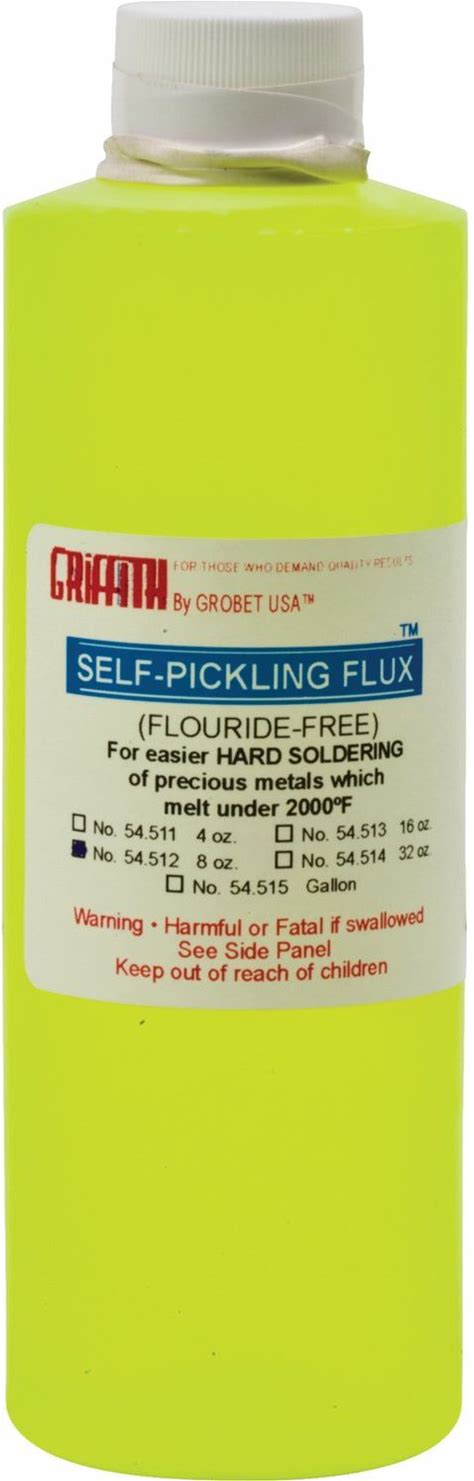 GRiFFiTH FOR THOSE WHO DEMAND QUALITY RESULTS
By GROBET USA™
SELF-PICKLING FLUX ™
(FLOURIDE-FREE)
For easier HARD SOLDERING
of precious metals which
melt under 2000ºF
No. 54.511 4 oz. No. 54.513 16 oz
No. 54.512 8 oz. No. 54.514 32 oz
No. 54.515 Gallon
Warning • Harmful or Fatal if swallowed
See Side Panel
Keep out of reach of children